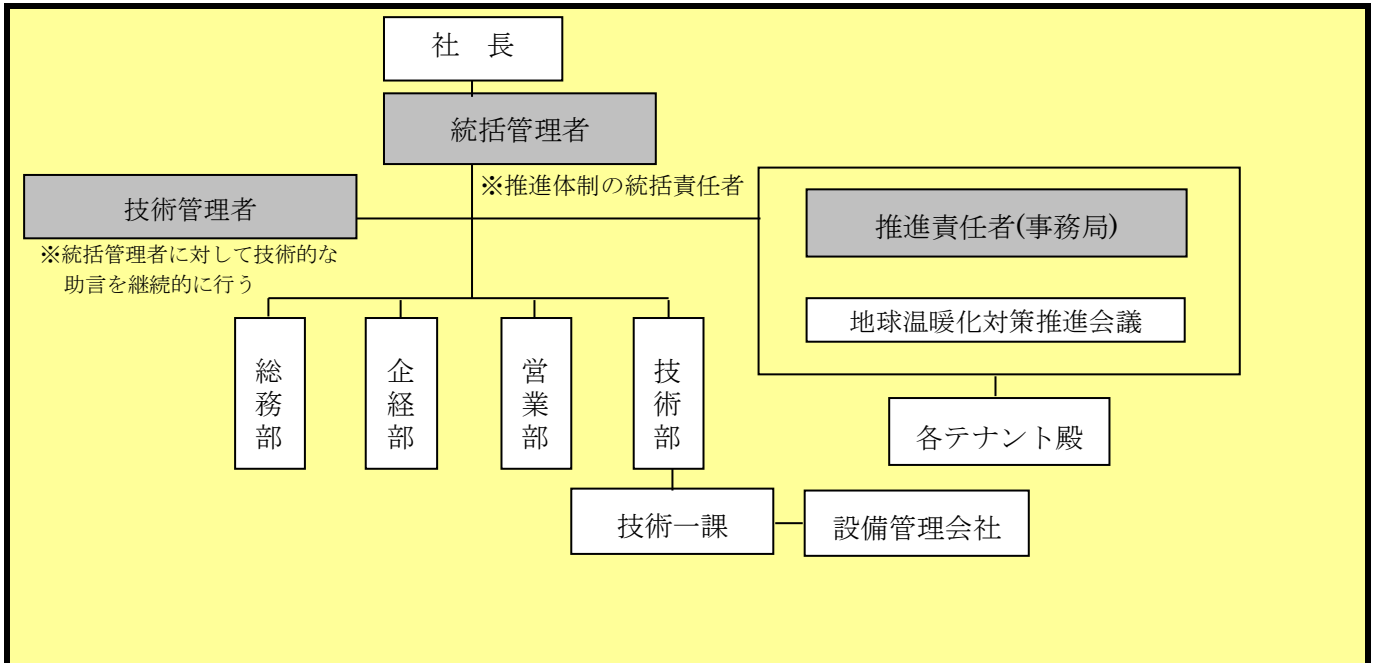 社　長
統括管理者
※推進体制の統括責任者
技術管理者
※統括管理者に対して技術的な
助言を継続的に行う
推進責任者(事務局)
地球温暖化対策推進会議
各テナント殿
総務部
企経部
営業部
技術部
技術一課
設備管理会社